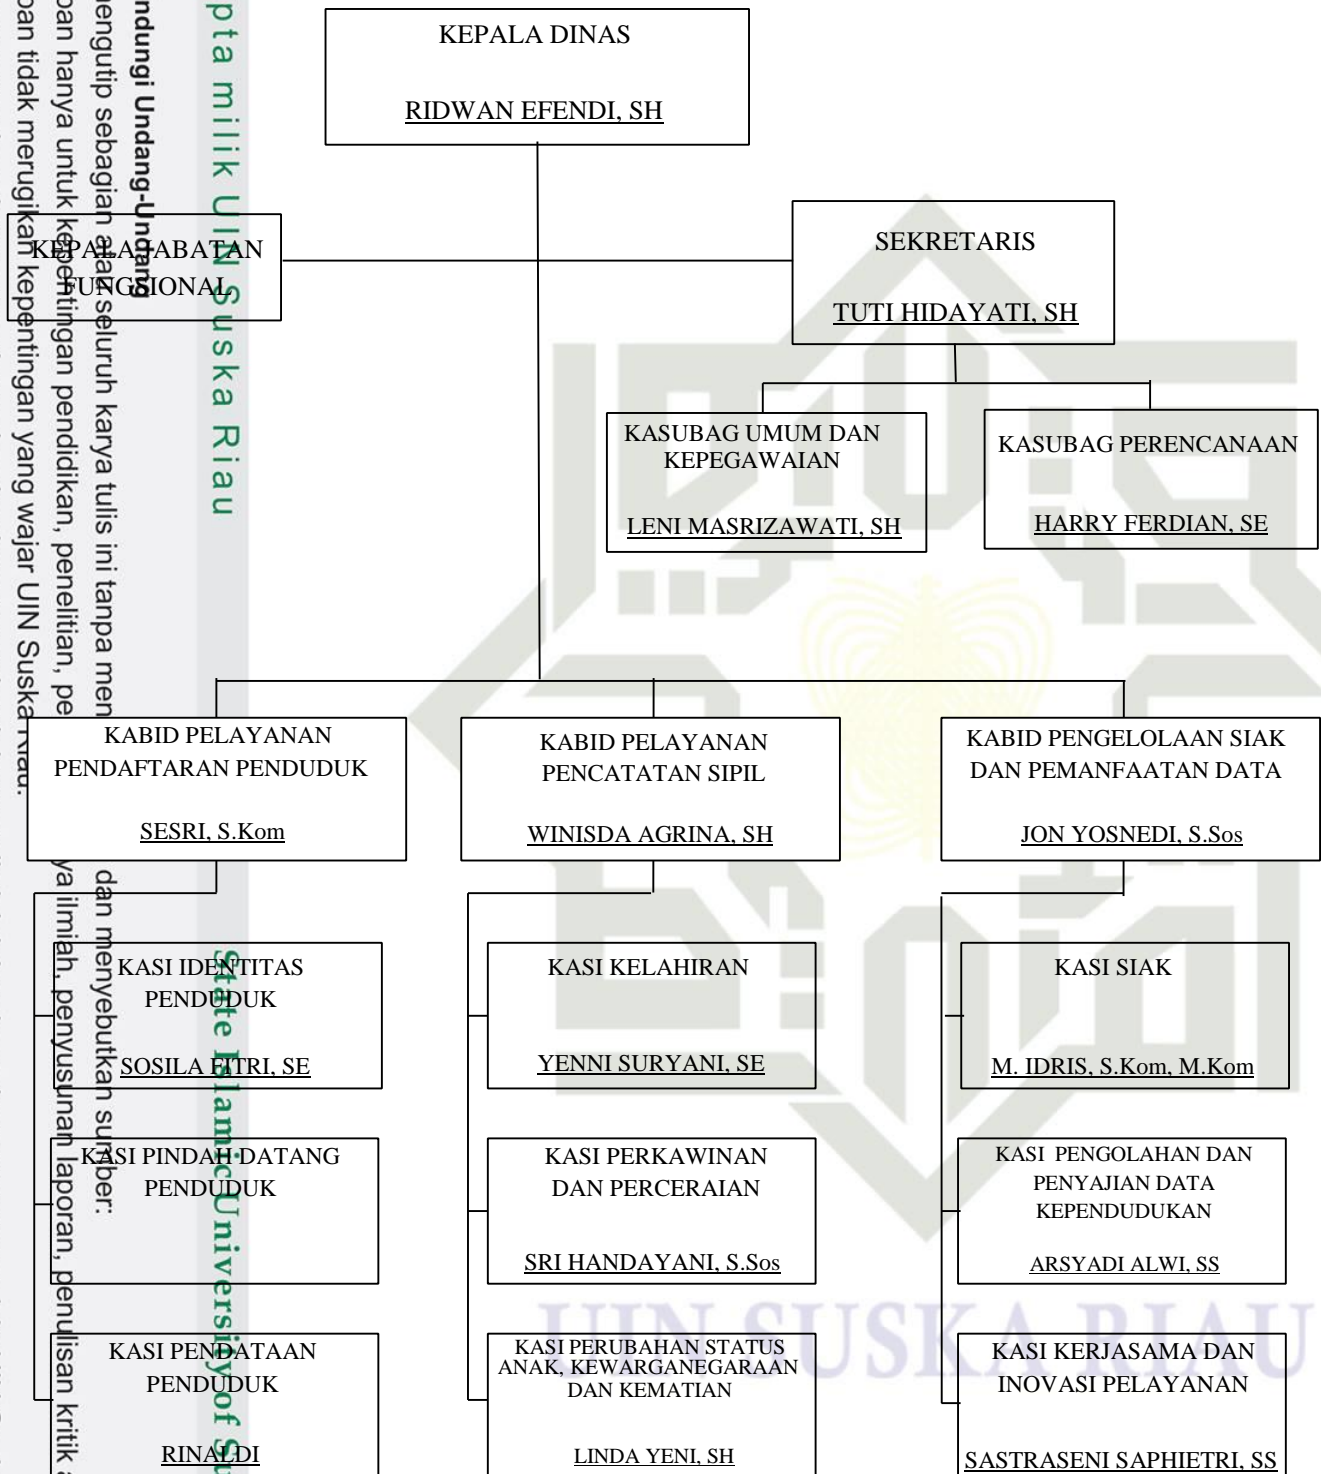 KEPALA DINAS
RIDWAN EFENDI, SH
KEPALA JABATAN
FUNGSIONAL
SEKRETARIS
TUTI HIDAYATI, SH
KASUBAG UMUM DAN
KEPEGAWAIAN
LENI MASRIZAWATI, SH
KASUBAG PERENCANAAN
HARRY FERDIAN, SE
KABID PELAYANAN
PENDAFTARAN PENDUDUK
SESRI, S.Kom
KABID PELAYANAN
PENCATATAN SIPIL
WINISDA AGRINA, SH
KABID PENGELOLAAN SIAK
DAN PEMANFAATAN DATA
JON YOSNEDI, S.Sos
KASI IDENTITAS
PENDUDUK
SOSILA FITRI, SE
KASI KELAHIRAN
YENNI SURYANI, SE
KASI SIAK
M. IDRIS, S.Kom, M.Kom
KASI PINDAH DATANG
PENDUDUK
KASI PERKAWINAN
DAN PERCERAIAN
SRI HANDAYANI, S.Sos
KASI PENGOLAHAN DAN
PENYAJIAN DATA
KEPENDUDUKAN
ARSYADI ALWI, SS
KASI PENDATAAN
PENDUDUK
RINALDI
KASI PERUBAHAN STATUS
ANAK, KEWARGANEGARAAN
DAN KEMATIAN
LINDA YENI, SH
KASI KERJASAMA DAN
INOVASI PELAYANAN
SASTRASENI SAPHIETRI, SS
UIN SUSKA RIAU
pta milik UIN Suska Riau
State Islamic University of Su
ndungi Undang-Undang
mengutip sebagian atau seluruh karya tulis ini tanpa men dan menyebutkan sumber:
pan hanya untuk kepentingan pendidikan, penelitian, pe ya ilmiah, penyusunan laporan, penulisan kritik a
pan tidak merugikan kepentingan yang wajar UIN Suska Riau.